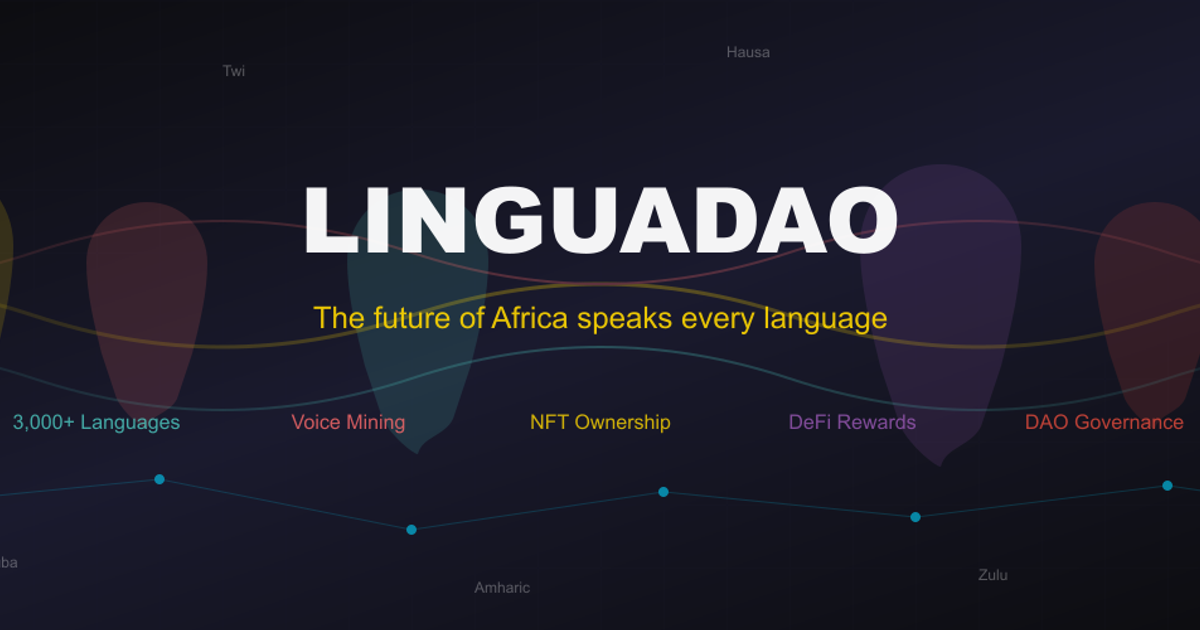 Hausa
Twi
LINGUADAO
The future of Africa speaks every language
3,000+ Languages Voice Mining NFT Ownership DeFi Rewards DAO Governance
ba
Zulu
Amharic